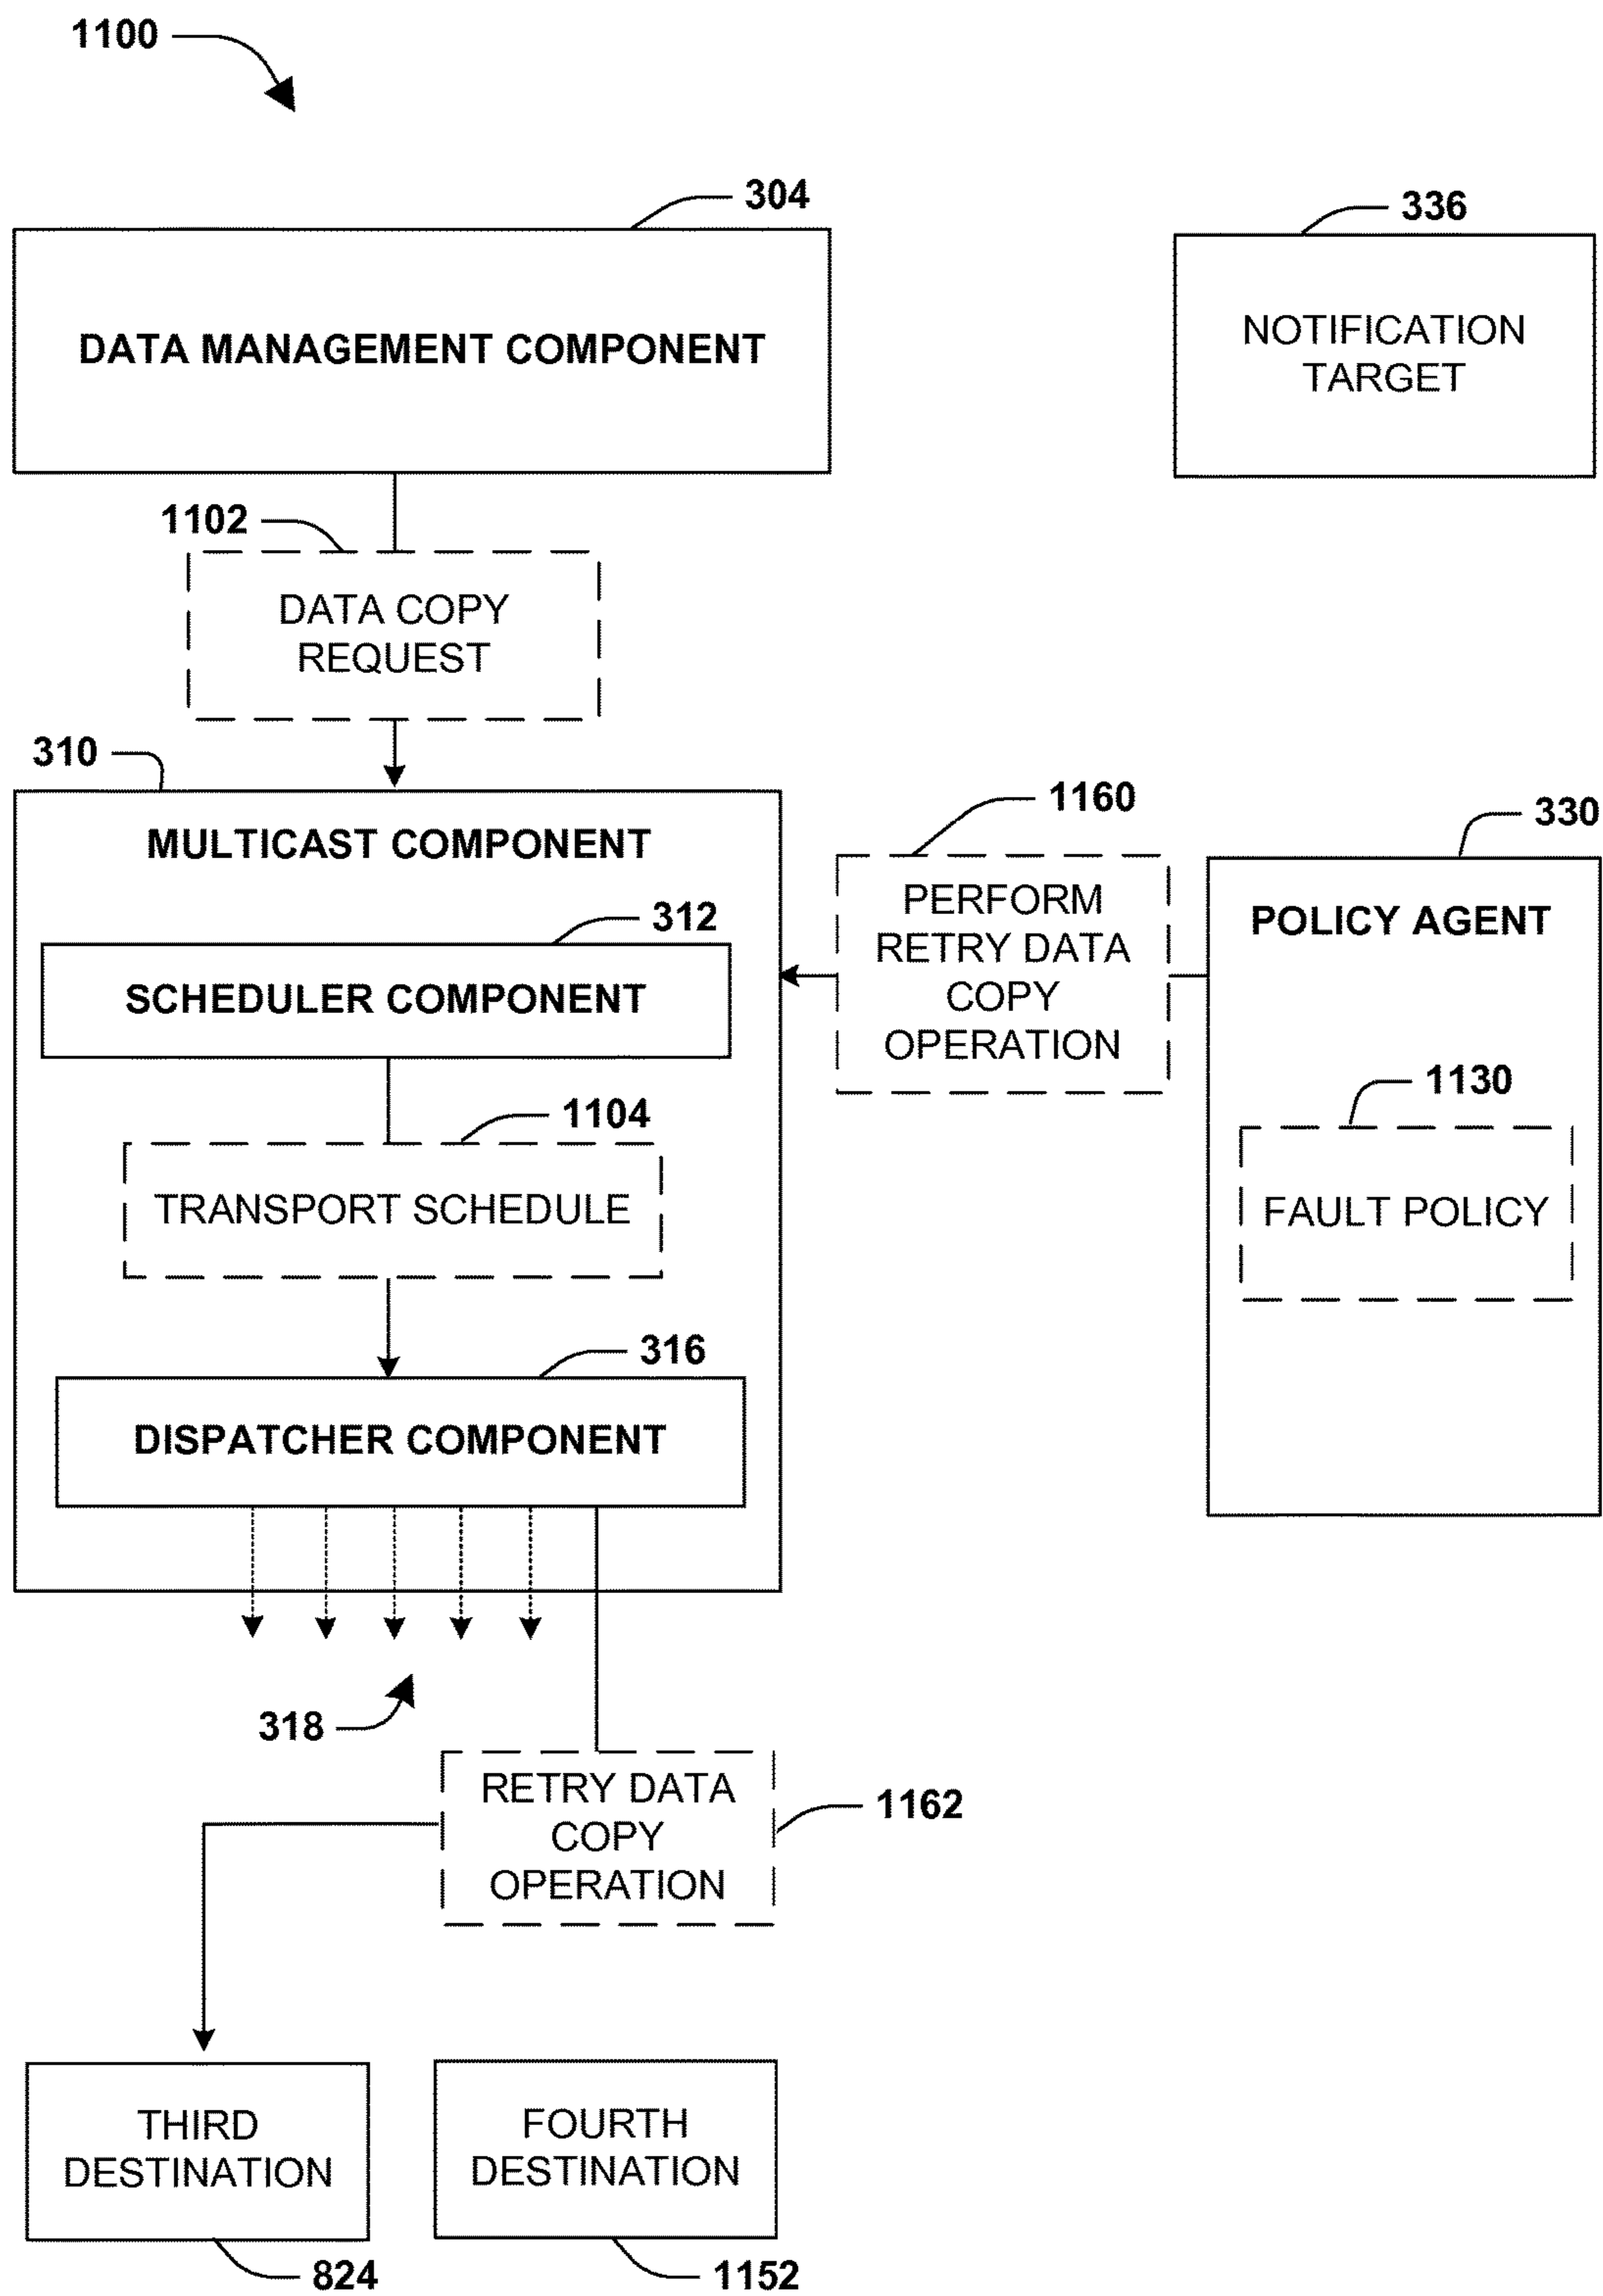 1100
304
DATA MANAGEMENT COMPONENT
336
NOTIFICATION
TARGET
1102
DATA COPY
REQUEST
310
MULTICAST COMPONENT
312
SCHEDULER COMPONENT
1104
TRANSPORT SCHEDULE
316
DISPATCHER COMPONENT
1160
PERFORM
RETRY DATA
COPY
OPERATION
330
POLICY AGENT
1130
FAULT POLICY
318
RETRY DATA
COPY
OPERATION
1162
THIRD
DESTINATION
824
FOURTH
DESTINATION
1152